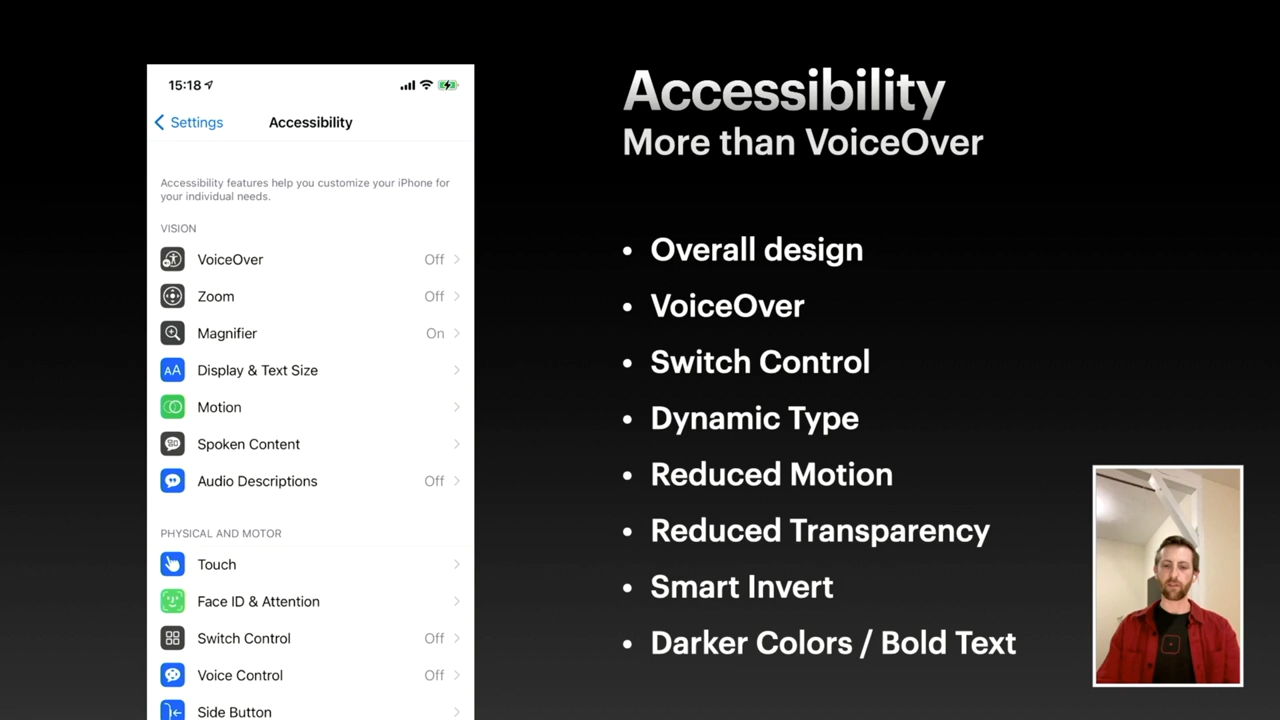 15:18
Settings
Accessibility
Accessibility features help you customize your iPhone for
your individual needs.
VISION
VoiceOver Off
Zoom Off
Magnifier On
AA Display & Text Size
Motion
Spoken Content
Audio Descriptions Off
PHYSICAL AND MOTOR
Touch
Face ID & Attention
Switch Control Off
Voice Control Off
Side Button
Accessibility
More than VoiceOver
• Overall design
• VoiceOver
• Switch Control
• Dynamic Type
• Reduced Motion
• Reduced Transparency
• Smart Invert
• Darker Colors / Bold Text